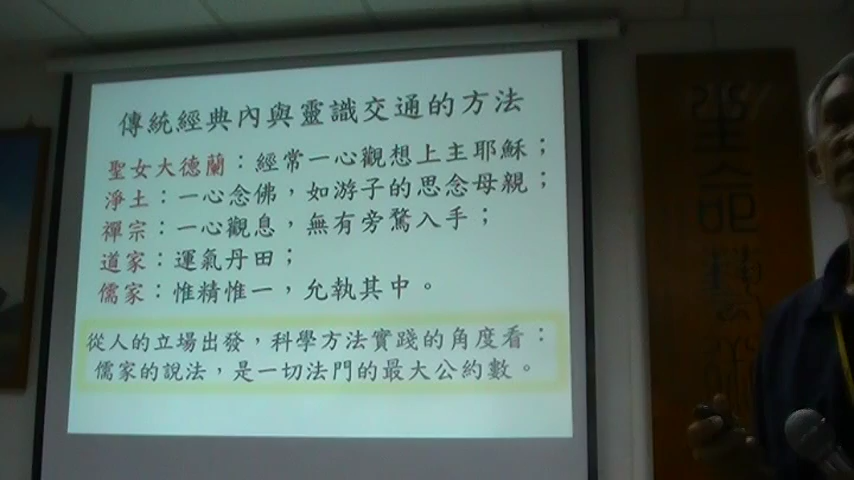 傳統經典內與靈識交通的方法
聖女大德蘭：經常一心觀想上主耶穌；
淨土：一心念佛，如游子的思念母親；
禪宗：一心觀息，無有旁騖入手；
道家：運氣丹田；
儒家：惟精惟一，允執其中。
從人的立場出發，科學方法實踐的角度看：
儒家的說法，是一切法門的最大公約數。